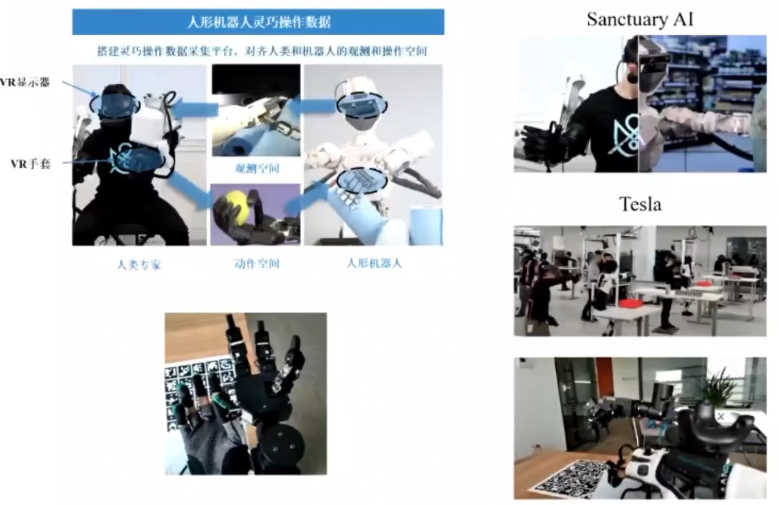 人形机器人灵巧操作数据
搭建灵巧操作数据采集平台，对齐人类和机器人的观测和操作空间
VR显示器
VR手套
观测空间
人类专家
动作空间
人形机器人
Sanctuary AI
Tesla